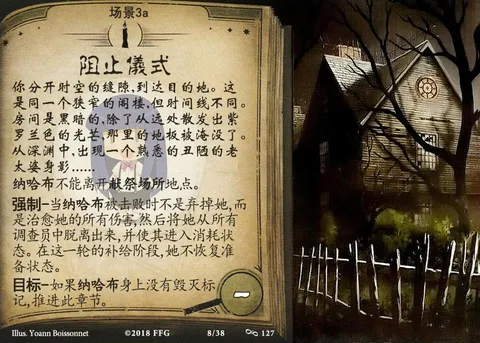 场景3a
阻止儀式
你分开时空的缝隙,到达目的地。这
是同一个狭窄的阁楼,但时间线不同。
房间是黑暗的,除了从远处散发出紫
罗兰色的光芒,那里的地板被淹没了。
从深渊中,出现一个熟悉的丑陋的老
太婆身影……
纳哈布不能离开献祭场所地点。
强制–当纳哈布被击败时不是弃掉她,而
是治愈她的所有伤害,然后将她从所有
调查员中脱离出来,并使其进入消耗状
态。在这一轮的补给阶段,她不恢复准
备状态。
目标–如果纳哈布身上没有毁灭标
记,推进此章节。
–
Illus. Yoann Boissonnet ©2018 FFG 8/38 127